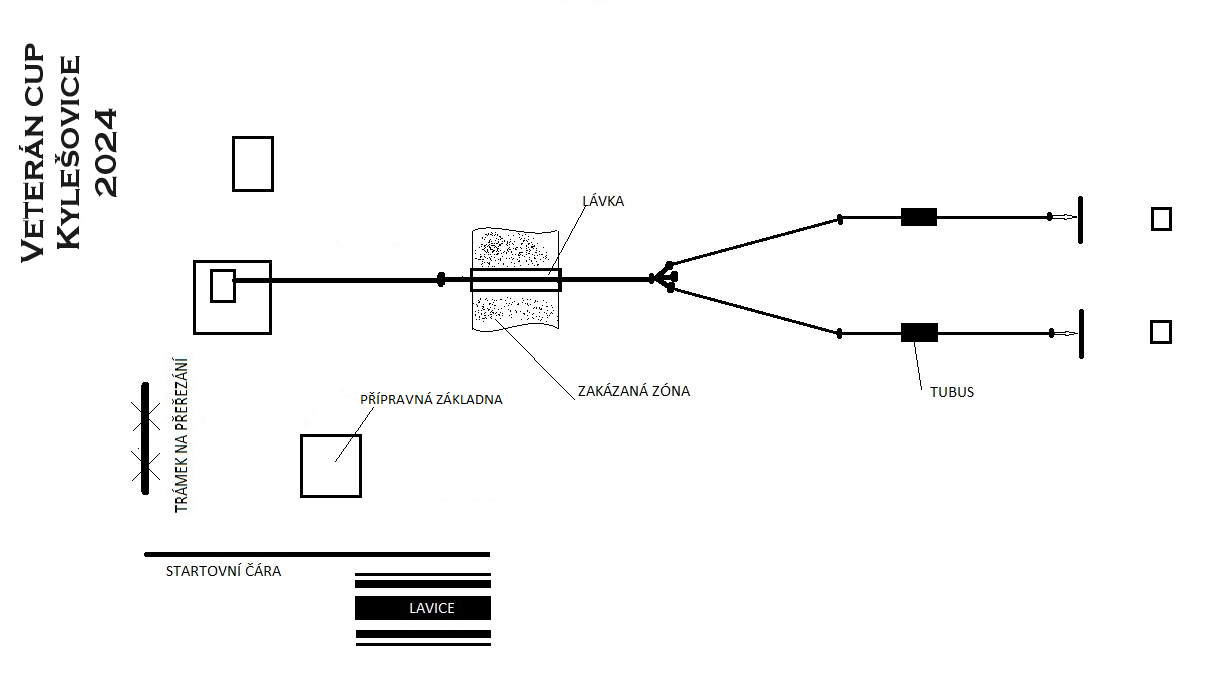 VETERÁN CUP
KYLEŠOVICE
2024
LÁVKA
ZAKÁZANÁ ZÓNA
TUBUS
PŘÍPRAVNÁ ZÁKLADNA
TRÁMEK NA PŘEŘEZÁNÍ
STARTOVNÍ ČÁRA
LAVICE